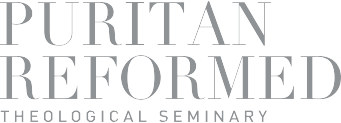 PURITAN
REFORMED
THEOLOGICAL SEMINARY